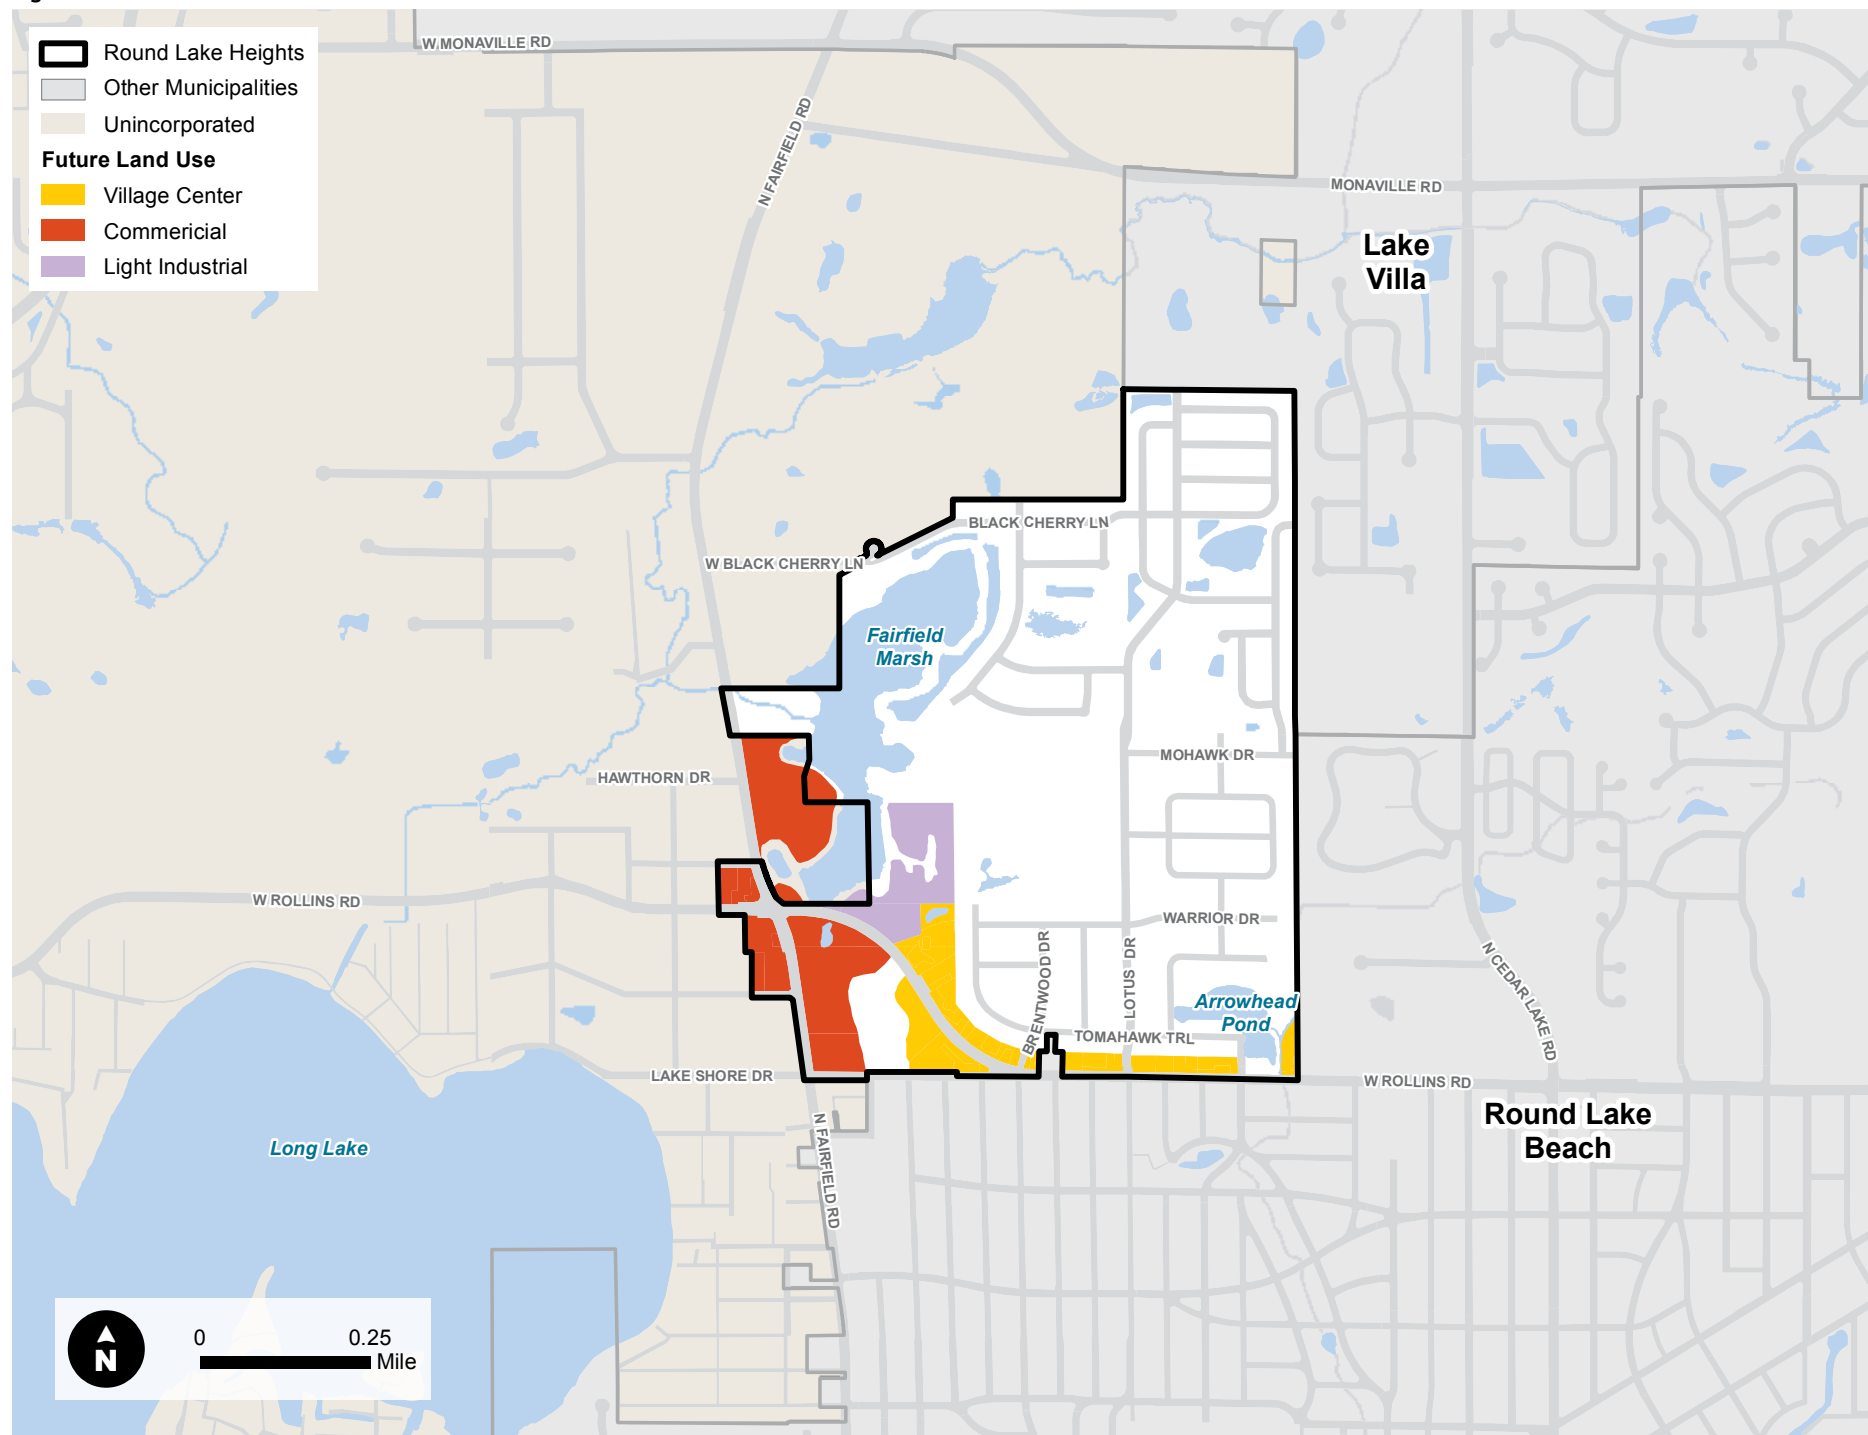 W MONAVILLE RD
Round Lake Heights
Other Municipalities
Unincorporated
Future Land Use
Village Center
Commericial
Light Industrial
N FAIRFIELD RD
MONAVILLE RD
Lake
Villa
BLACK CHERRY LN
W BLACK CHERRY LN
Fairfield
Marsh
MOHAWK DR
HAWTHORN DR
W ROLLINS RD
WARRIOR DR
BRENTWOOD DR
LOTUS DR
N CEDAR LAKE RD
Arrowhead
Pond
TOMAHAWK TRL
LAKE SHORE DR
W ROLLINS RD
Round Lake
Beach
Long Lake
N FAIRFIELD RD
N
0 0.25
Mile